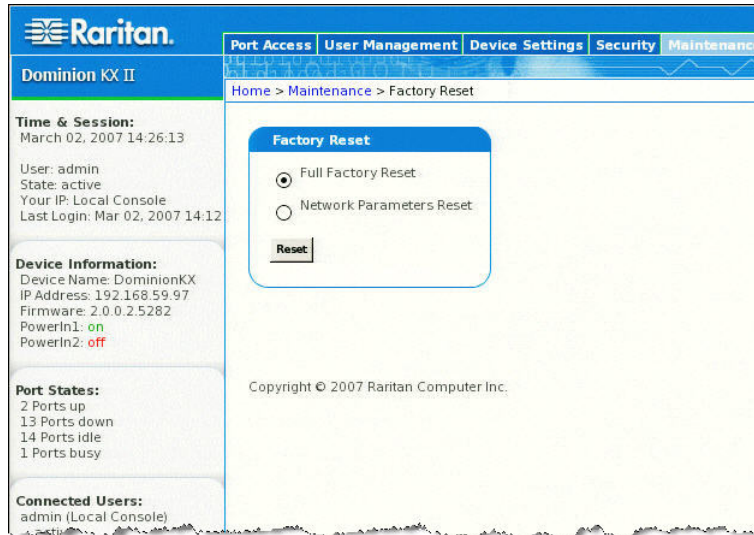 Raritan.
Dominion KX II
Port Access User Management Device Settings Security Maintenance
Home > Maintenance > Factory Reset
Time & Session:
March 02, 2007 14:26:13
User: admin
State: active
Your IP: Local Console
Last Login: Mar 02, 2007 14:12
Device Information:
Device Name: DominionKX
IP Address: 192.168.59.97
Firmware: 2.0.0.2.5282
PowerIn1: on
PowerIn2: off
Port States:
2 Ports up
13 Ports down
14 Ports idle
1 Ports busy
Connected Users:
admin (Local Console)
Factory Reset
Full Factory Reset
Network Parameters Reset
Reset
Copyright © 2007 Raritan Computer Inc.